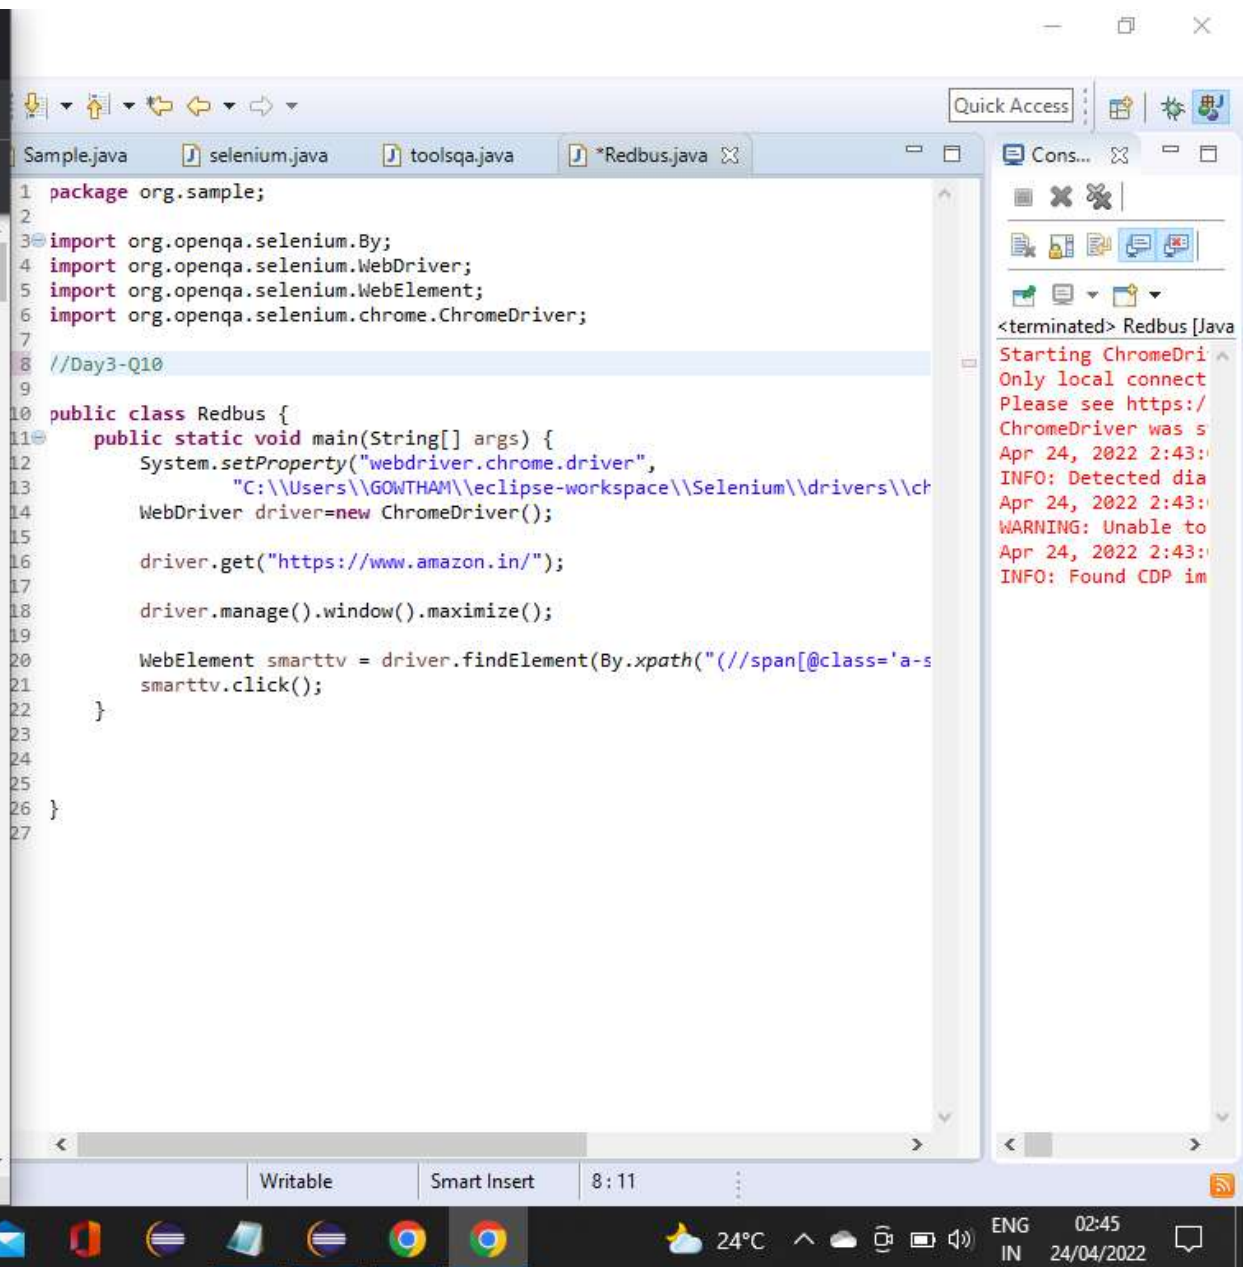 Quick Access
Sample.java selenium.java toolsqa.java *Redbus.java Cons...
1 package org.sample;
2
3 import org.openqa.selenium.By;
4 import org.openqa.selenium.WebDriver;
5 import org.openqa.selenium.WebElement;
6 import org.openqa.selenium.chrome.ChromeDriver;
7
8 //Day3-Q10
9
10 public class Redbus {
11 public static void main(String[] args) {
12 System.setProperty("webdriver.chrome.driver",
13 "C:\\Users\\GOWTHAM\\eclipse-workspace\\Selenium\\drivers\\ch
14 WebDriver driver=new ChromeDriver();
15
16 driver.get("https://www.amazon.in/");
17
18 driver.manage().window().maximize();
19
20 WebElement smarttv = driver.findElement(By.xpath("(//span[@class='a-s
21 smarttv.click();
22 }
23
24
25
26 }
27
<terminated> Redbus [Java
Starting ChromeDri
Only local connect
Please see https:/
ChromeDriver was s
Apr 24, 2022 2:43:
INFO: Detected dia
Apr 24, 2022 2:43:
WARNING: Unable to
Apr 24, 2022 2:43:
INFO: Found CDP im
Writable Smart Insert 8 : 11
24°C ENG IN 02:45 24/04/2022